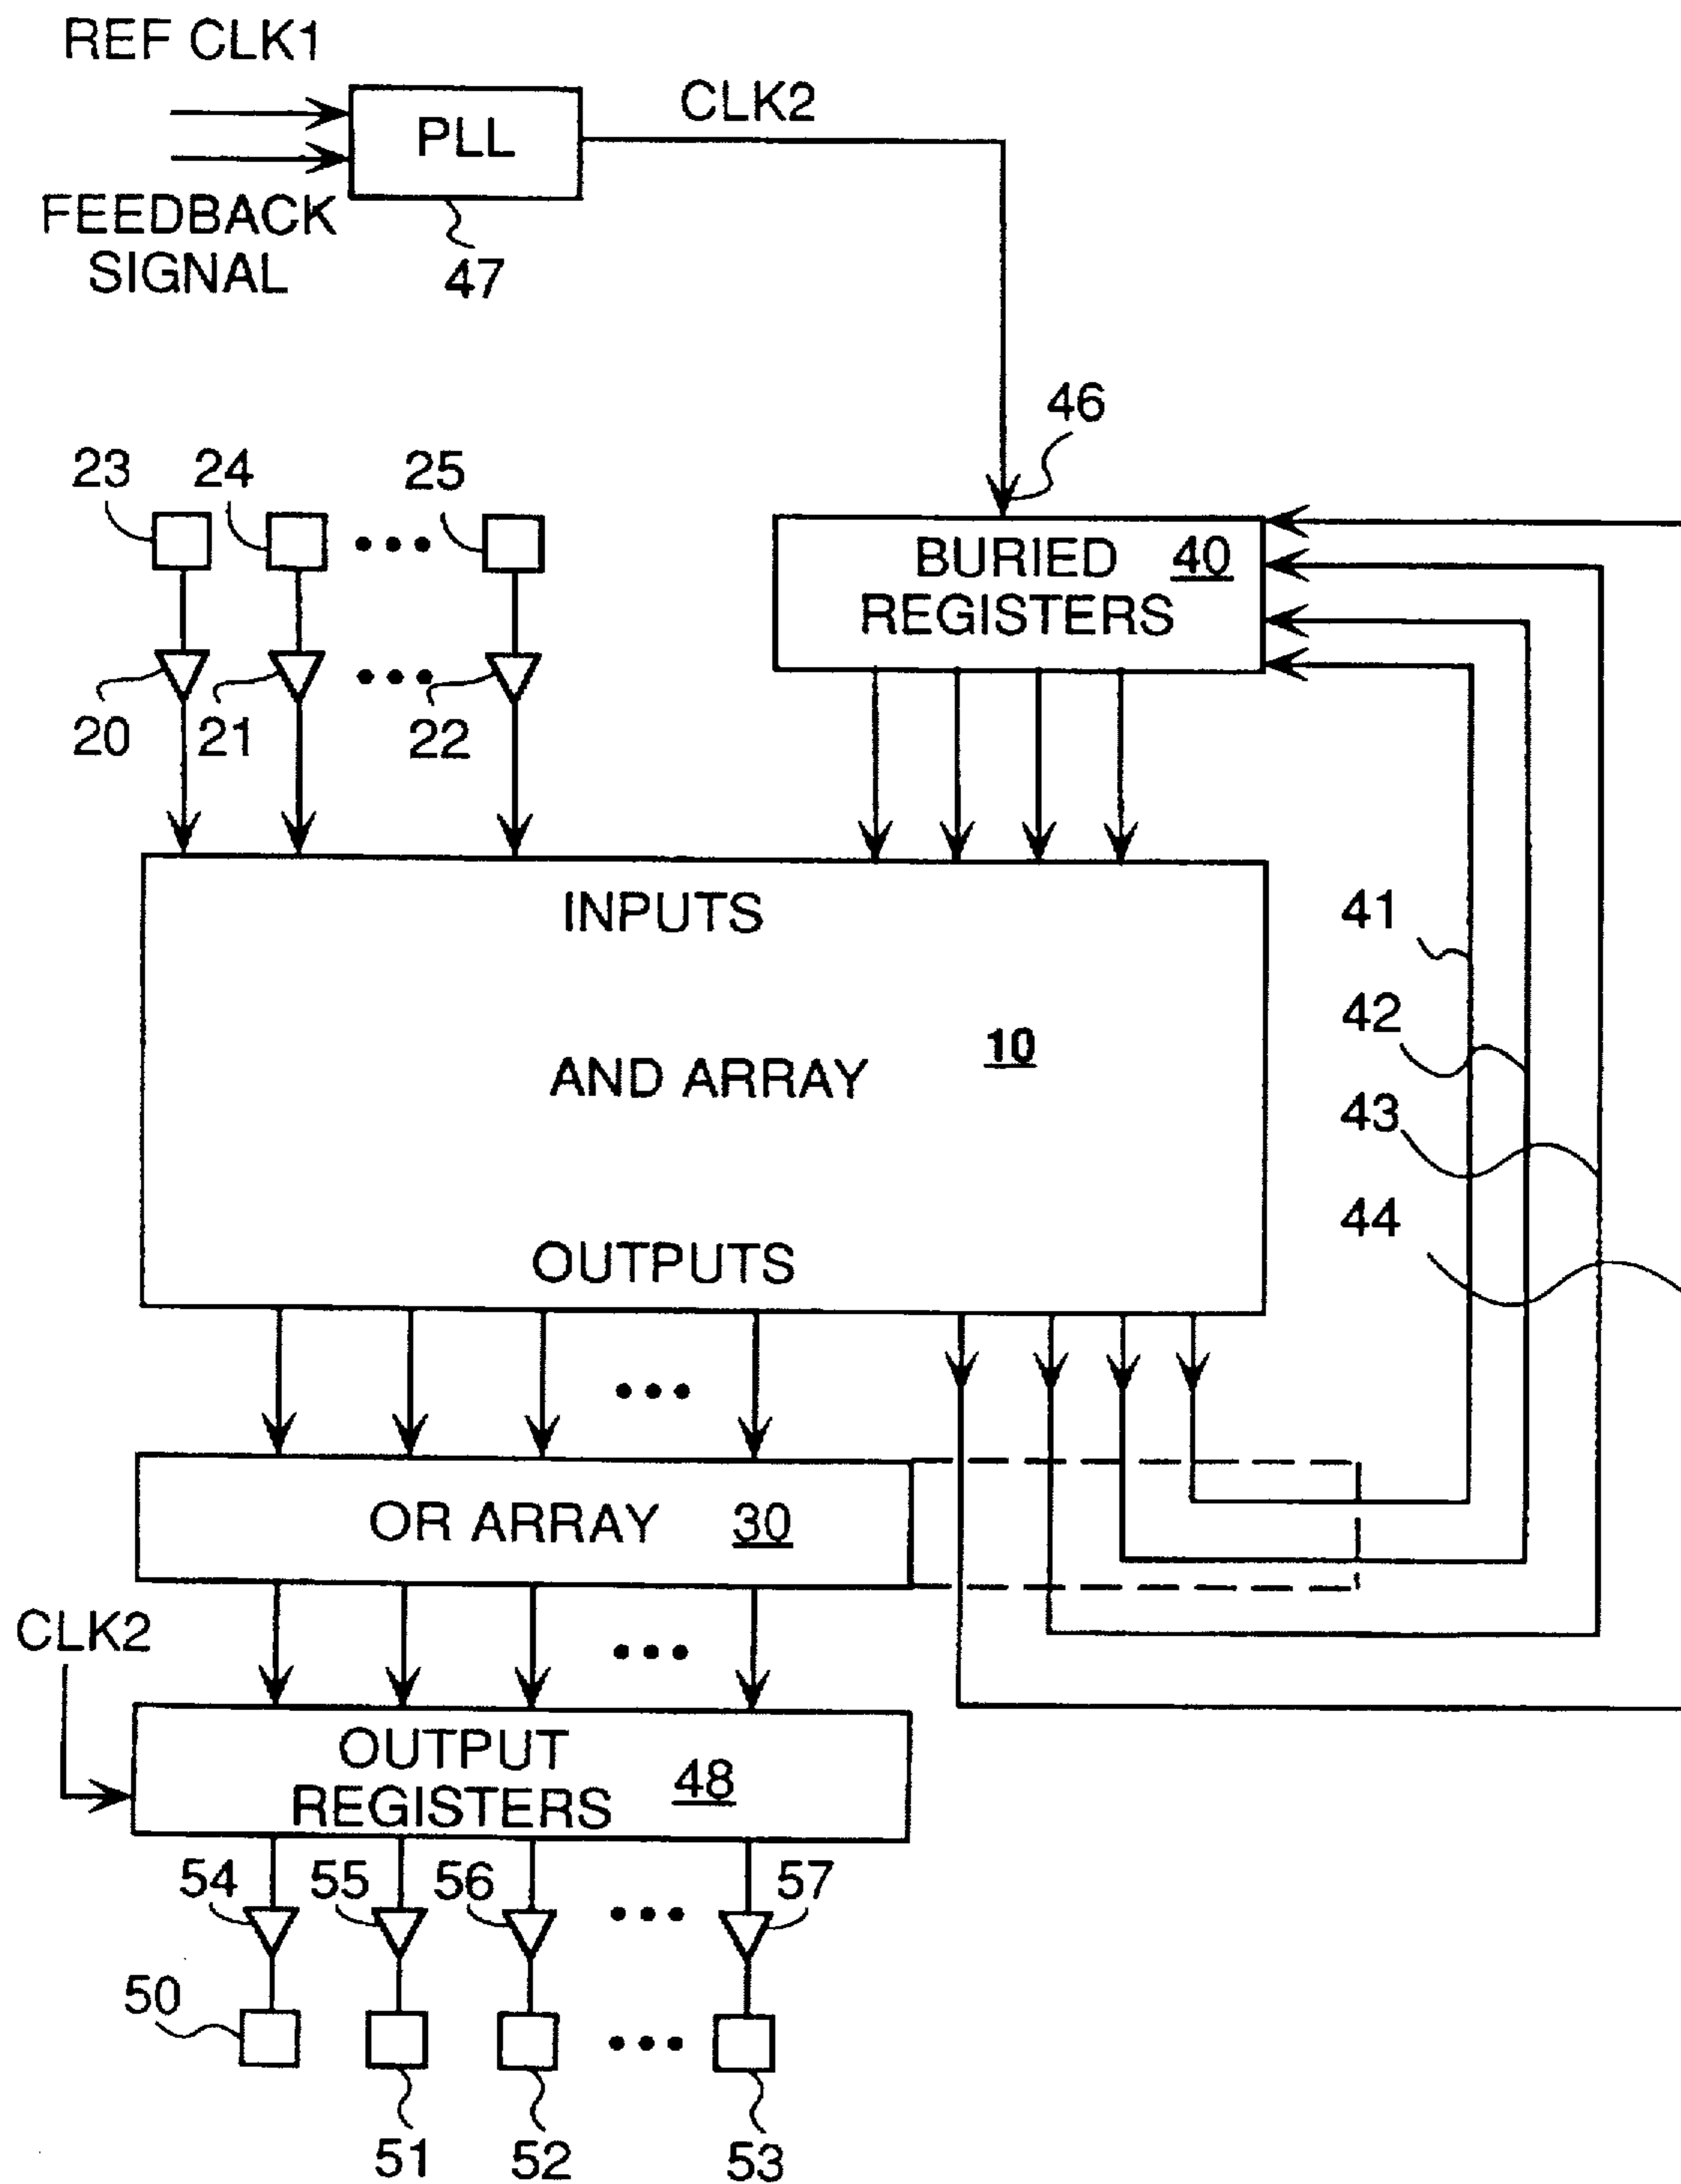 REF CLK1
PLL
CLK2
FEEDBACK
SIGNAL
47
46
23
24
25
BURIED 40
REGISTERS
20
21
22
INPUTS
41
10
42
AND ARRAY
43
44
OUTPUTS
OR ARRAY 30
CLK2
OUTPUT
REGISTERS 48
54
55
56
57
50
51
52
53